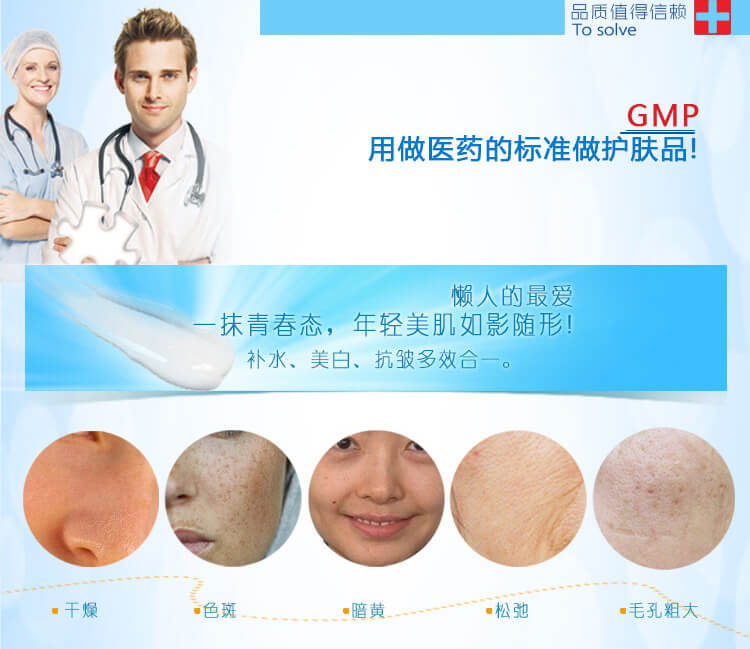 品质值得信赖
To solve
GMP
用做医药的标准做护肤品!
懒人的最爱
一抹青春态，年轻美肌如影随形!
补水、美白、抗皱多效合一。
干燥
色斑
暗黄
松弛
毛孔粗大